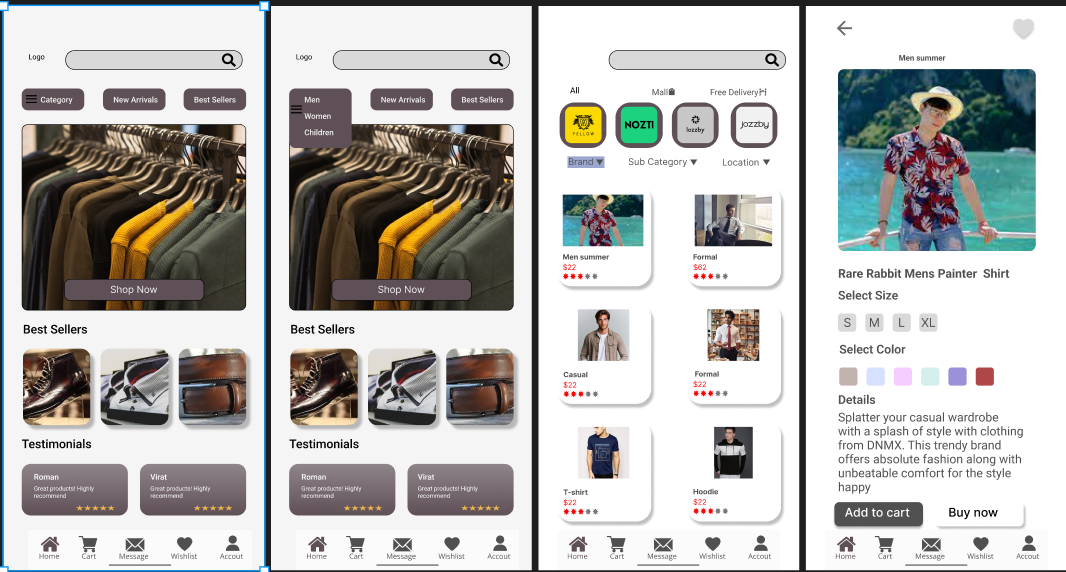 Logo
Category
New Arrivals
Best Sellers
Shop Now
Best Sellers
Testimonials
Roman
Great products! Highly
recommend
Virat
Great products! Highly
recommend
Home
Cart
Message
Wishlist
Accout
Logo
Men
Women
Children
New Arrivals
Best Sellers
Shop Now
Best Sellers
Testimonials
Roman
Great products! Highly
recommend
Virat
Great products! Highly
recommend
Home
Cart
Message
Wishlist
Accout
All
Mall
Free Delivery
YELLOW
NOZTI
lozzby
jozzby
Brand ▼
Sub Category ▼
Location ▼
Men summer
$22
Formal
$62
Casual
$22
Formal
$22
T-shirt
$22
Hoodie
$22
Home
Cart
Message
Wishlist
Accout
Men summer
Rare Rabbit Mens Painter Shirt
Select Size
S M L XL
Select Color
Details
Splatter your casual wardrobe
with a splash of style with clothing
from DNMX. This trendy brand
offers absolute fashion along with
unbeatable comfort for the style
happy
Add to cart
Buy now
Home
Cart
Message
Wishlist
Accout